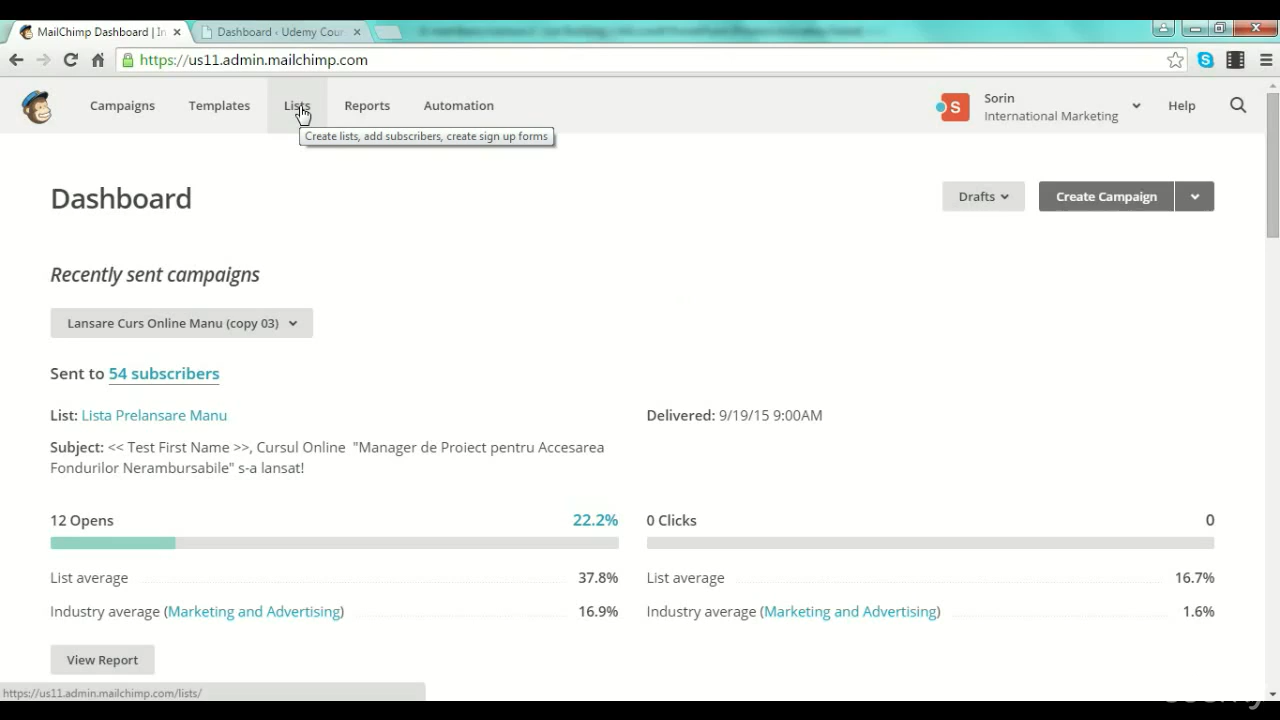 MailChimp Dashboard | In
Dashboard ‹ Udemy Cour
https://us11.admin.mailchimp.com
Campaigns Templates Lists Reports Automation
S
Sorin
International Marketing
Help
Create lists, add subscribers, create sign up forms
Dashboard
Drafts
Create Campaign
Recently sent campaigns
Lansare Curs Online Manu (copy 03)
Sent to 54 subscribers
List: Lista Prelansare Manu
Delivered: 9/19/15 9:00AM
Subject: << Test First Name >>, Cursul Online "Manager de Proiect pentru Accesarea
Fondurilor Nerambursabile" s-a lansat!
12 Opens 22.2%
0 Clicks 0
List average 37.8%
List average 16.7%
Industry average (Marketing and Advertising) 16.9%
Industry average (Marketing and Advertising) 1.6%
View Report
https://us11.admin.mailchimp.com/lists/